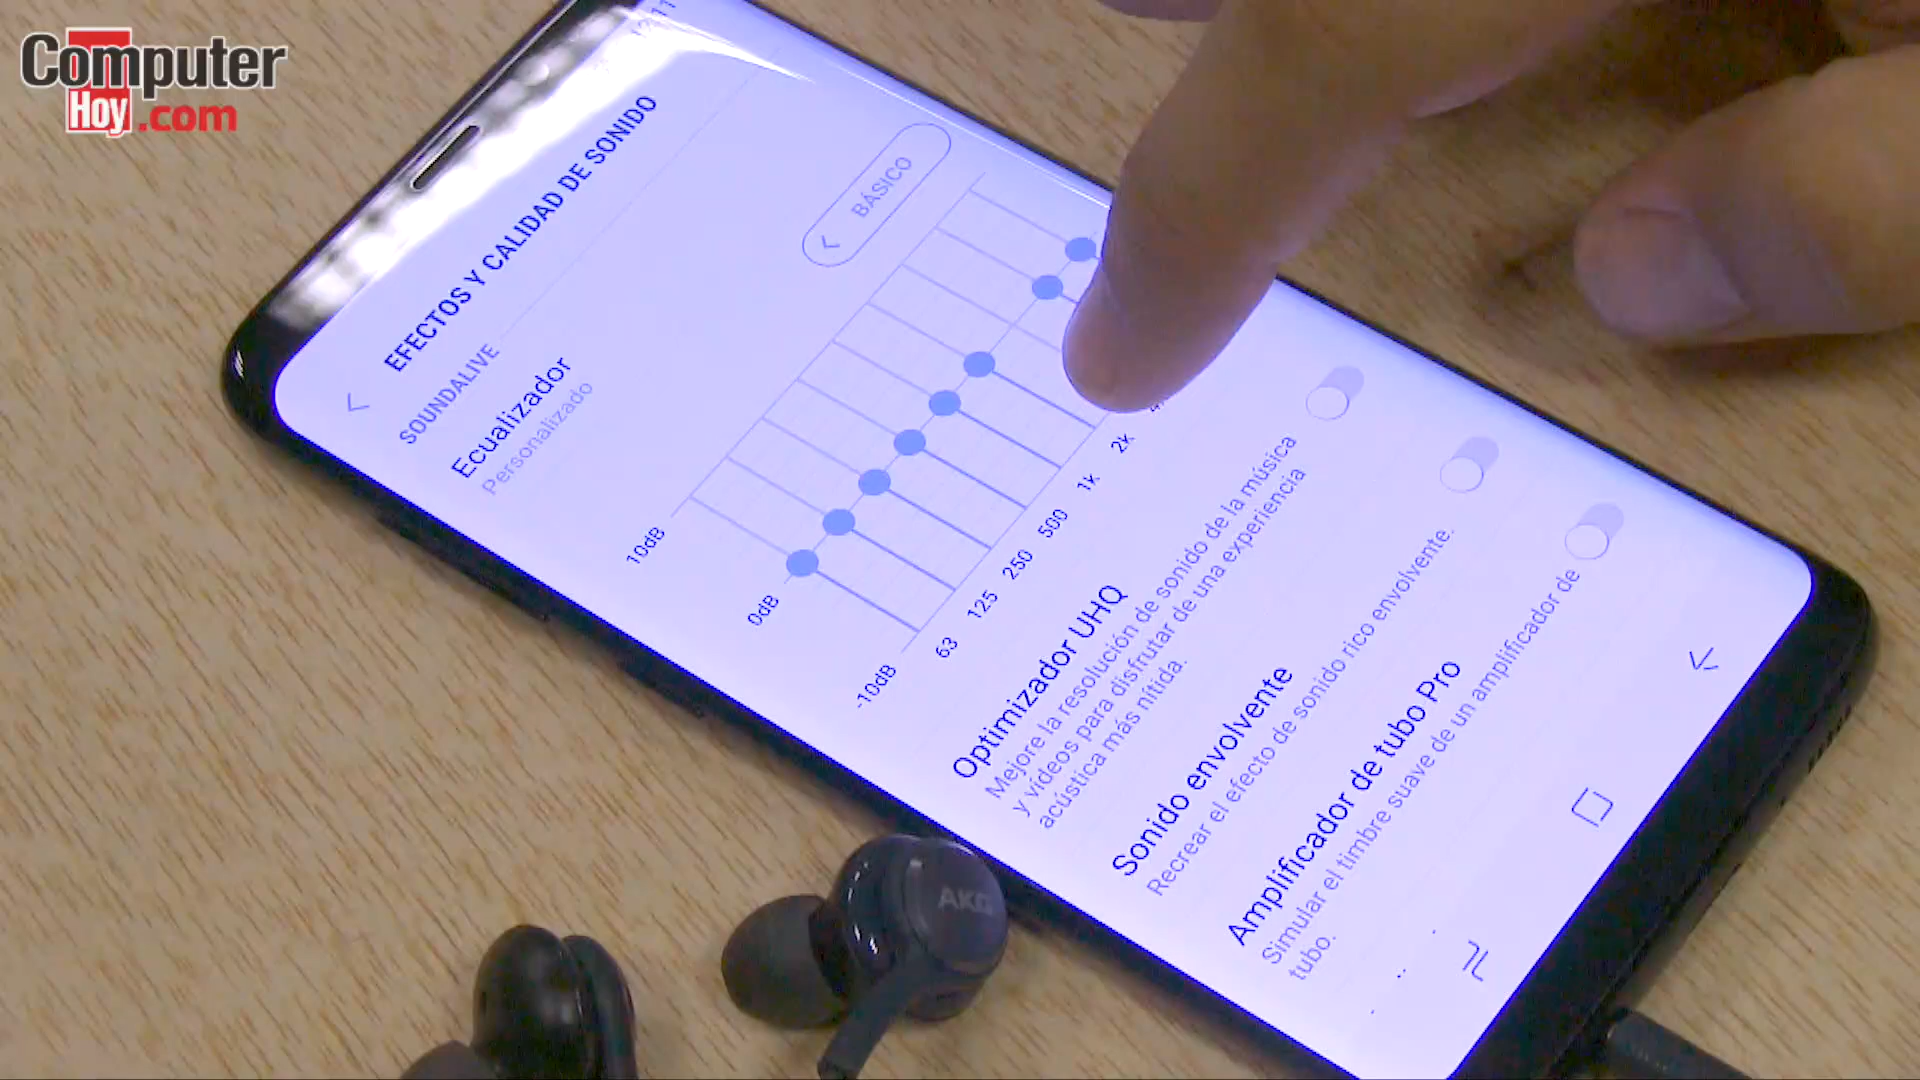 Computer
Hoy.com
12:11
EFECTOS Y CALIDAD DE SONIDO
SOUNDALIVE
Ecualizador
Personalizado
BÁSICO
10dB
0dB
-10dB
63 125 250 500 1k 2k
Optimizador UHQ
Mejore la resolución de sonido de la música
y vídeos para disfrutar de una experiencia
acústica más nítida.
Sonido envolvente
Recrear el efecto de sonido rico envolvente.
Amplificador de tubo Pro
Simular el timbre suave de un amplificador de
tubo.
AKG